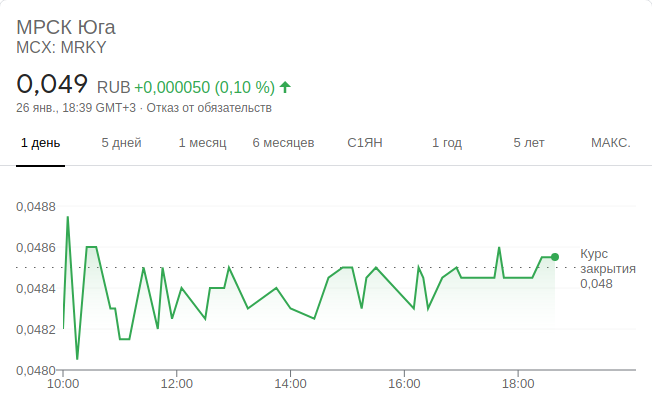 МРСК Юга
MCX: MRKY
0,049 RUB +0,000050 (0,10 %)
26 янв., 18:39 GMT+3 · Отказ от обязательств
1 день 5 дней 1 месяц 6 месяцев С1ЯН 1 год 5 лет МАКС.
0,0488
0,0486
0,0484
0,0482
0,0480
Курс
закрытия
0,048
10:00 12:00 14:00 16:00 18:00